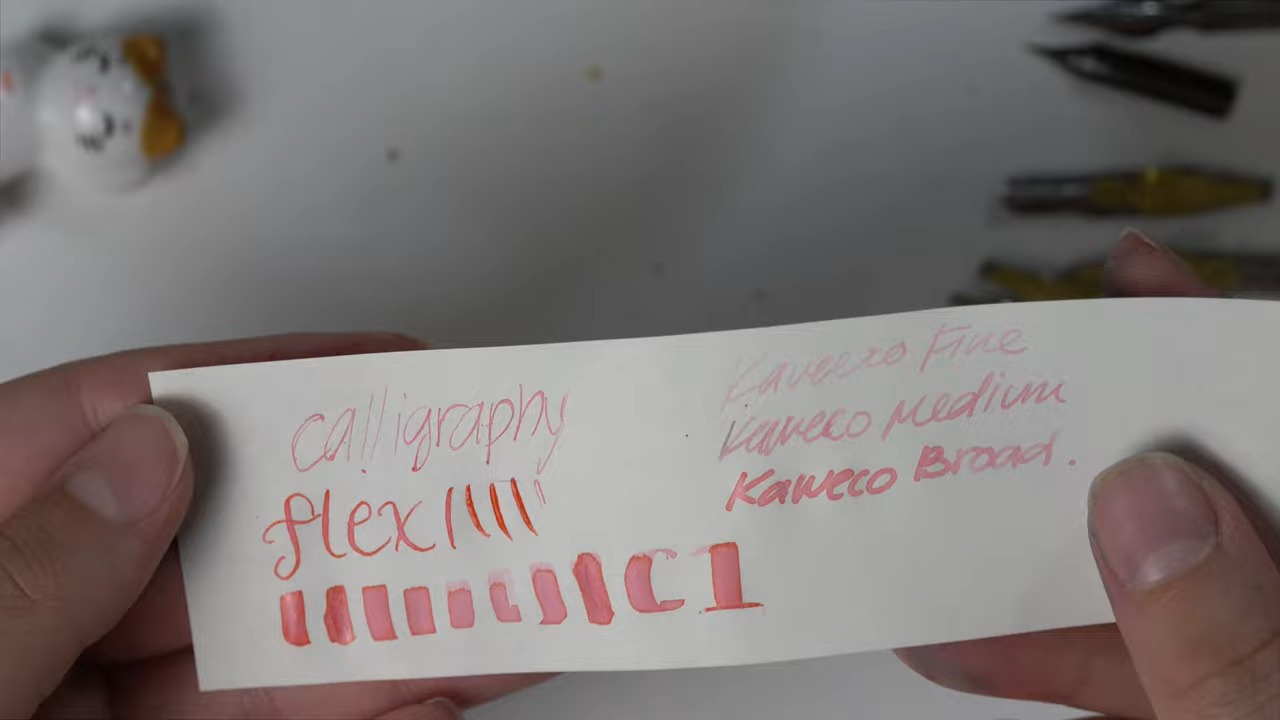 calligraphy
flex
C1
Kaweco Fine
Kaweco Medium
Kaweco Broad.